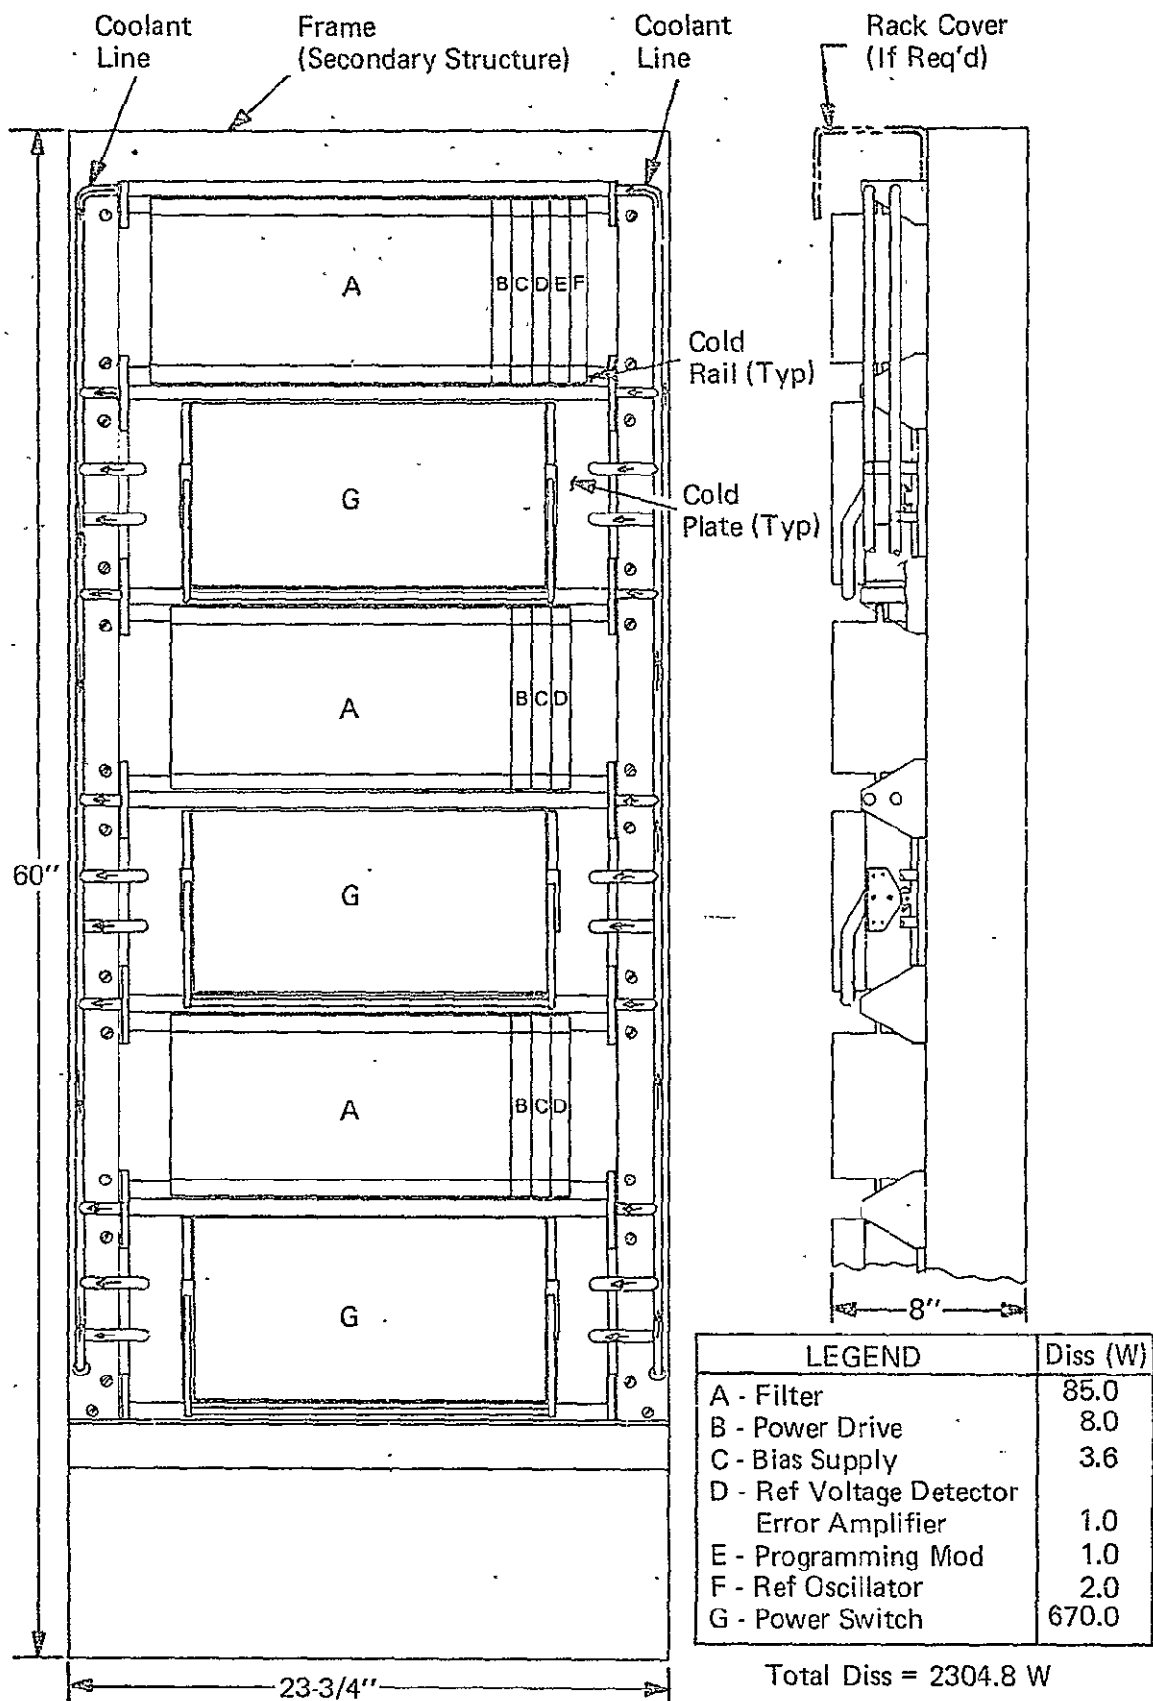 Coolant
Line
Frame
(Secondary Structure)
Coolant
Line
Rack Cover
(If Req'd)
A
B C D E F
Cold
Rail (Typ)
G
Cold
Plate (Typ)
A
B C D
60"
G
A
B C D
G
8"
23-3/4"
LEGEND Diss (W)
A - Filter 85.0
B - Power Drive 8.0
C - Bias Supply 3.6
D - Ref Voltage Detector
Error Amplifier 1.0
E - Programming Mod 1.0
F - Ref Oscillator 2.0
G - Power Switch 670.0
Total Diss = 2304.8 W